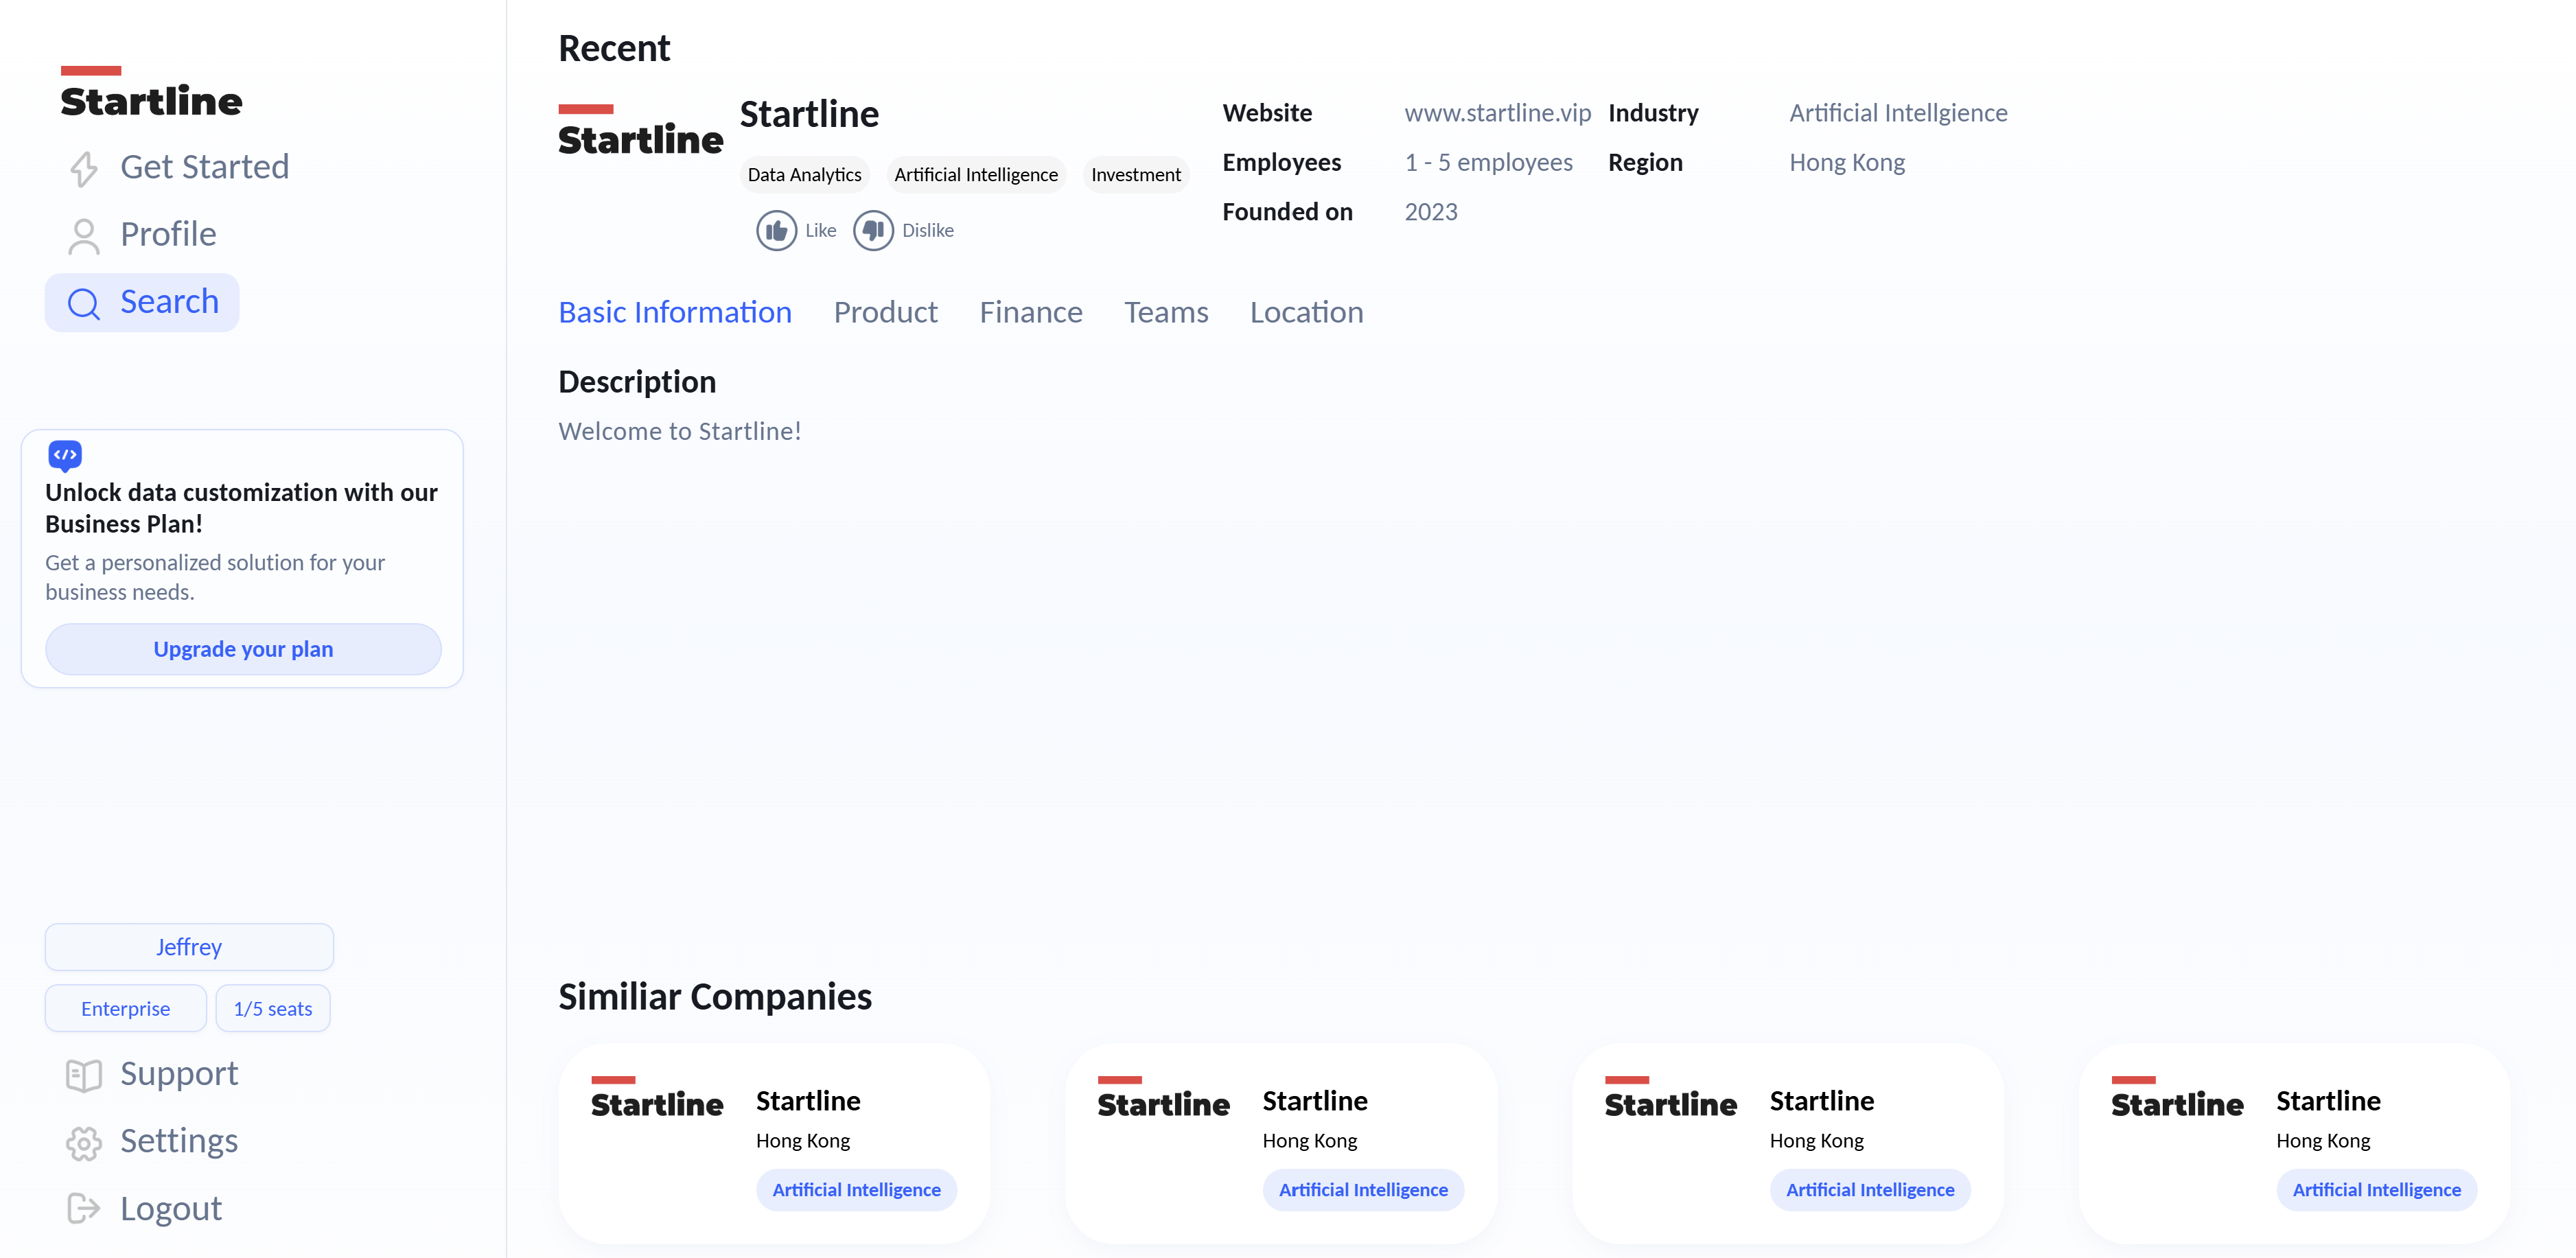 Startline
Get Started
Profile
Search
Unlock data customization with our
Business Plan!
Get a personalized solution for your
business needs.
Upgrade your plan
Jeffrey
Enterprise
1/5 seats
Support
Settings
Logout
Recent
Startline
Startline
Data Analytics
Artificial Intelligence
Investment
Like
Dislike
Website
www.startline.vip
Industry
Artificial Intellgience
Employees
1 - 5 employees
Region
Hong Kong
Founded on
2023
Basic Information
Product
Finance
Teams
Location
Description
Welcome to Startline!
Similiar Companies
Startline
Startline
Hong Kong
Artificial Intelligence
Startline
Startline
Hong Kong
Artificial Intelligence
Startline
Startline
Hong Kong
Artificial Intelligence
Startline
Startline
Hong Kong
Artificial Intelligence